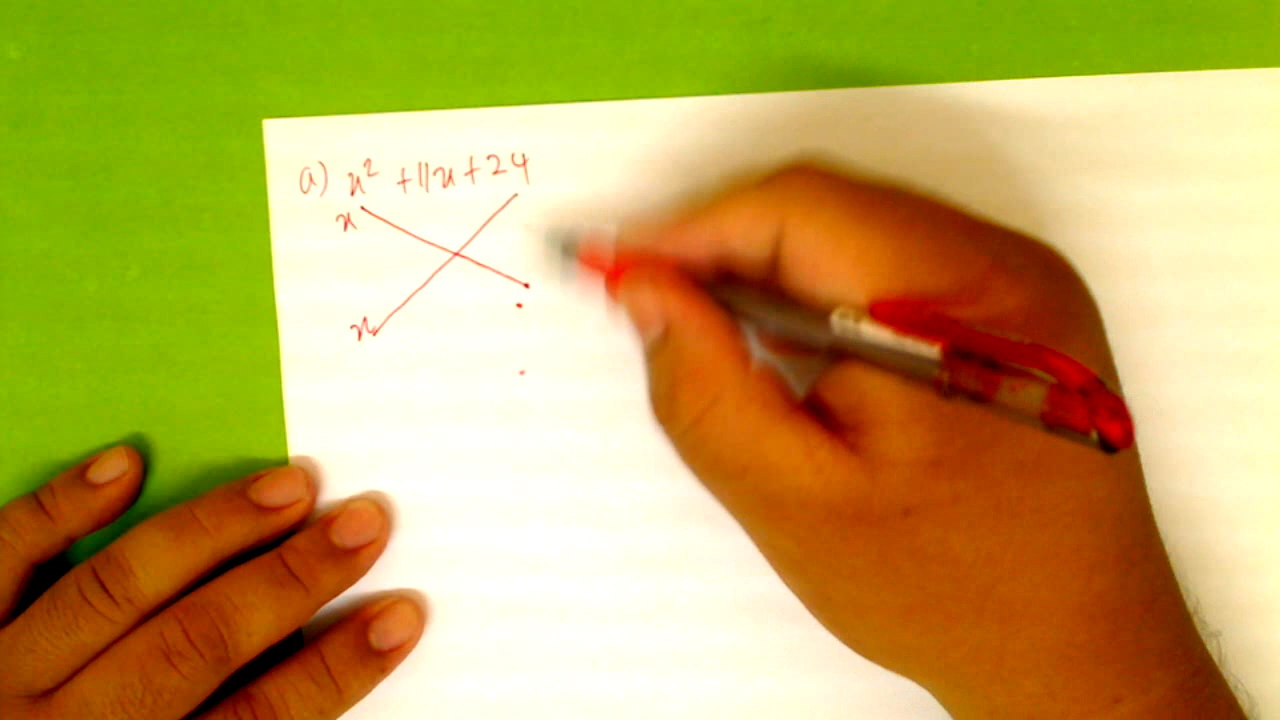 a) x² + 11x + 24
x
x